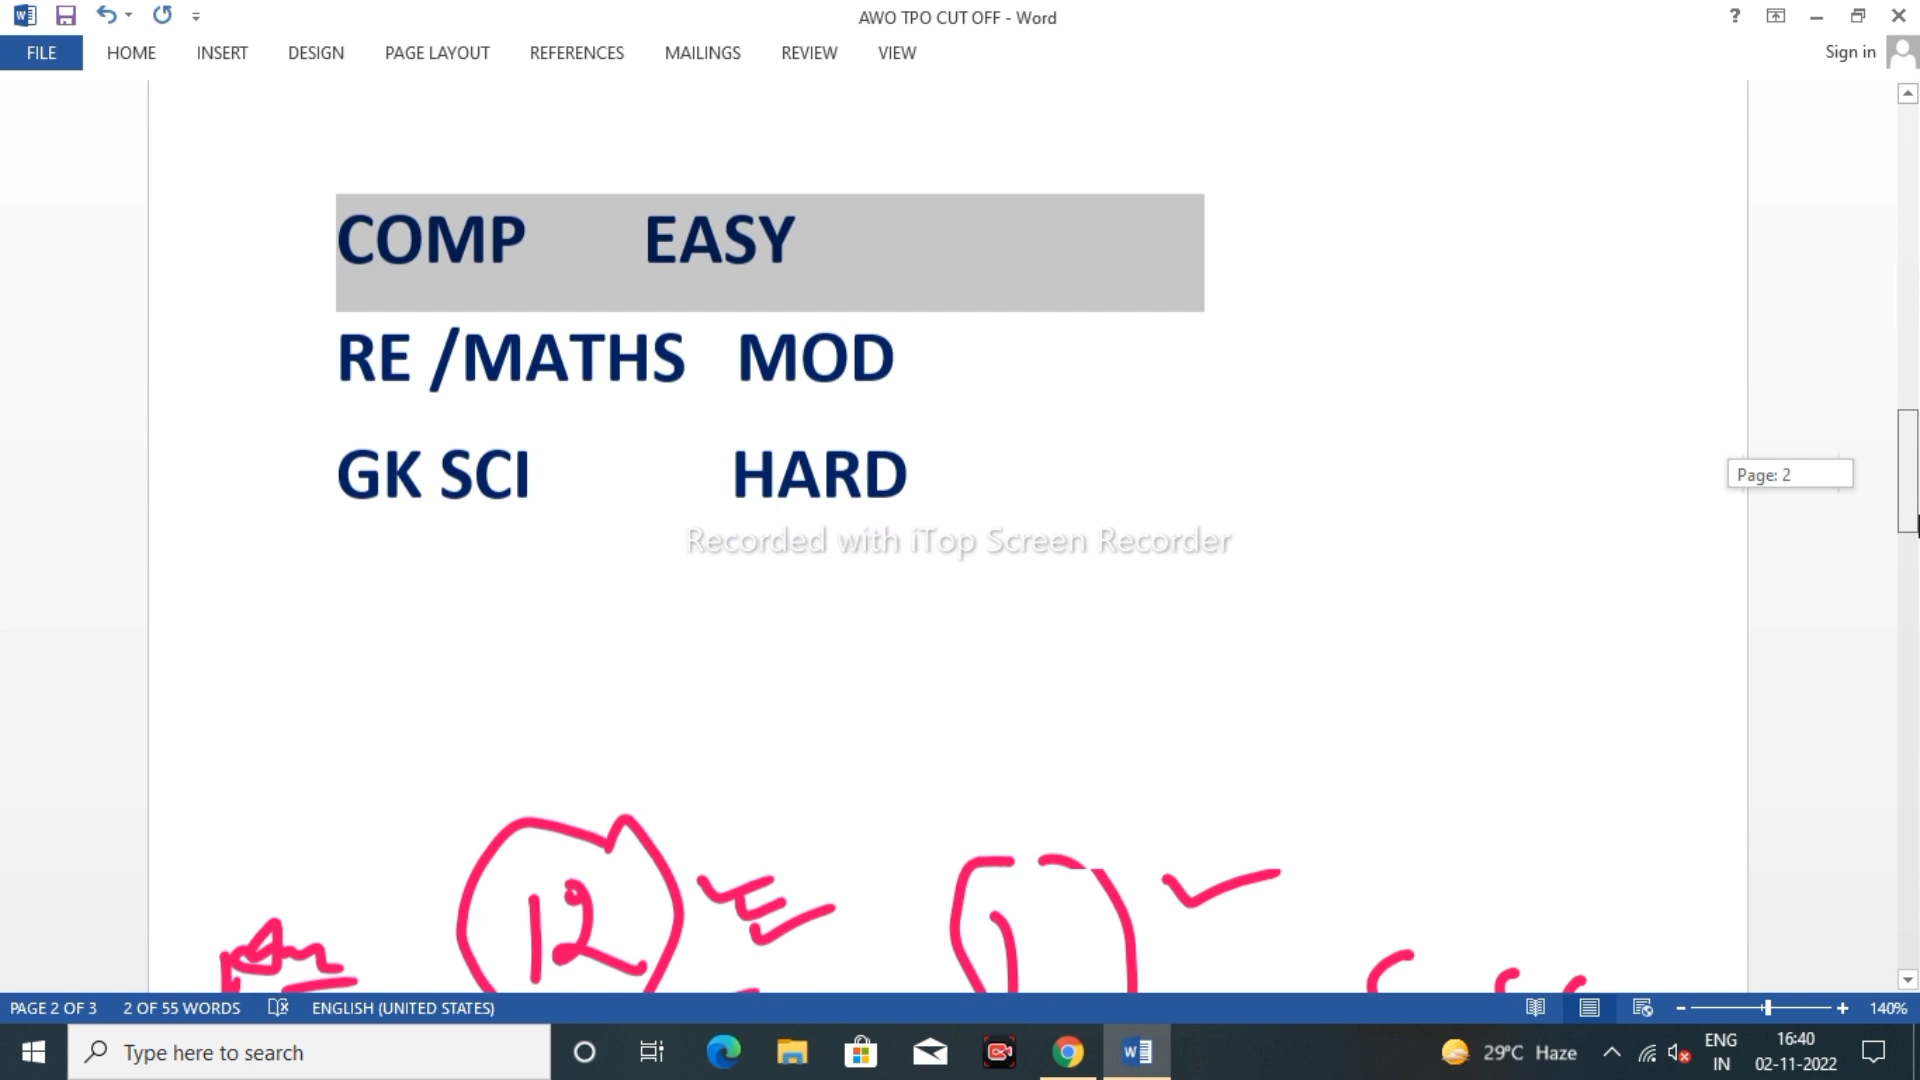 AWO TPO CUT OFF - Word
?
FILE HOME INSERT DESIGN PAGE LAYOUT REFERENCES MAILINGS REVIEW VIEW Sign in
COMP EASY
RE /MATHS MOD
GK SCI HARD
Page: 2
Recorded with iTop Screen Recorder
12
PAGE 2 OF 3 2 OF 55 WORDS ENGLISH (UNITED STATES) 140%
Type here to search 29°C Haze ENG IN 16:40 02-11-2022